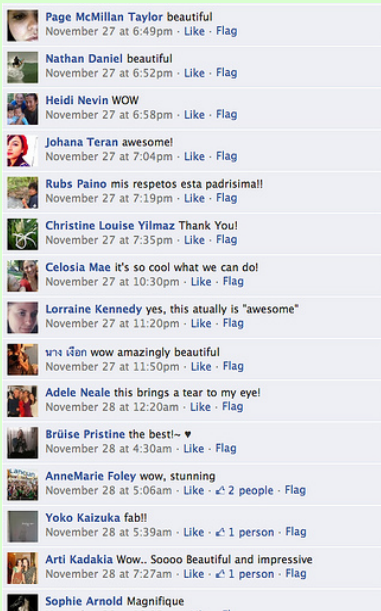 Page McMillan Taylor beautiful
November 27 at 6:49pm · Like · Flag
Nathan Daniel beautiful
November 27 at 6:52pm · Like · Flag
Heidi Nevin WOW
November 27 at 6:58pm · Like · Flag
Johana Teran awesome!
November 27 at 7:04pm · Like · Flag
Rubs Paino mis respetos esta padrisima!!
November 27 at 7:19pm · Like · Flag
Christine Louise Yilmaz Thank You!
November 27 at 7:35pm · Like · Flag
Celosia Mae it's so cool what we can do!
November 27 at 10:30pm · Like · Flag
Lorraine Kennedy yes, this atually is "awesome"
November 27 at 11:20pm · Like · Flag
นาง เงือก wow amazingly beautiful
November 27 at 11:50pm · Like · Flag
Adele Neale this brings a tear to my eye!
November 28 at 12:20am · Like · Flag
Brüise Pristine the best!~ ♥
November 28 at 4:30am · Like · Flag
AnneMarie Foley wow, stunning
November 28 at 5:06am · Like · 2 people · Flag
Yoko Kaizuka fab!!
November 28 at 5:39am · Like · 1 person · Flag
Arti Kadakia Wow.. Soooo Beautiful and impressive
November 28 at 7:27am · Like · 1 person · Flag
Sophie Arnold Magnifique